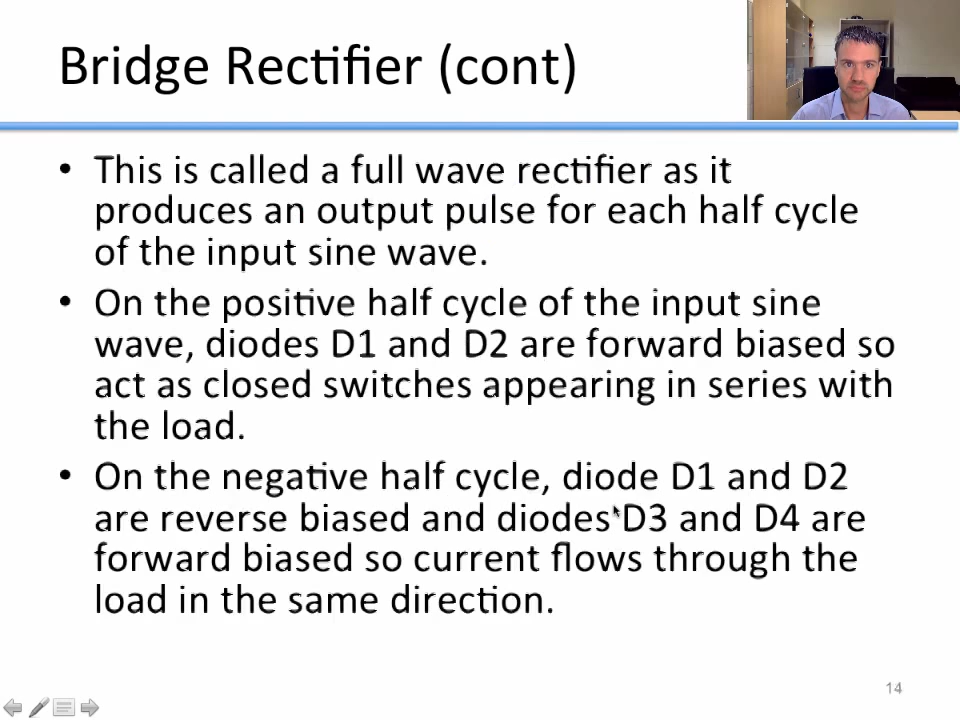 Bridge Rectifier (cont)
• This is called a full wave rectifier as it
produces an output pulse for each half cycle
of the input sine wave.
• On the positive half cycle of the input sine
wave, diodes D1 and D2 are forward biased so
act as closed switches appearing in series with
the load.
• On the negative half cycle, diode D1 and D2
are reverse biased and diodes D3 and D4 are
forward biased so current flows through the
load in the same direction.
14